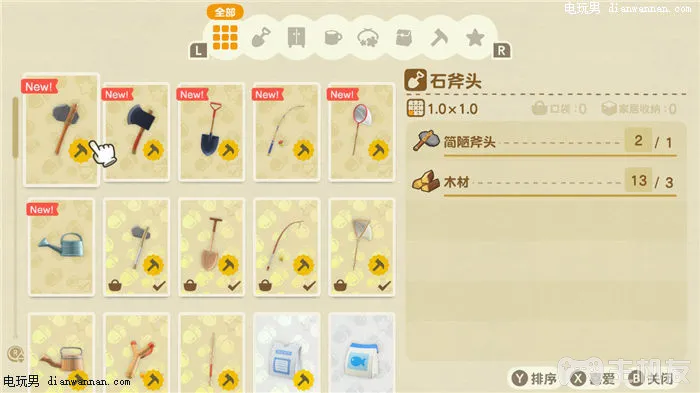 电玩男 dianwannan.com
全部
L
R
New!
New!
New!
New!
New!
石斧头
1.0×1.0
口袋:0
家居收纳:0
简陋斧头 2 / 1
木材 13 / 3
New!
电玩男 dianwannan.com
Y 排序 X 喜爱 B 关闭